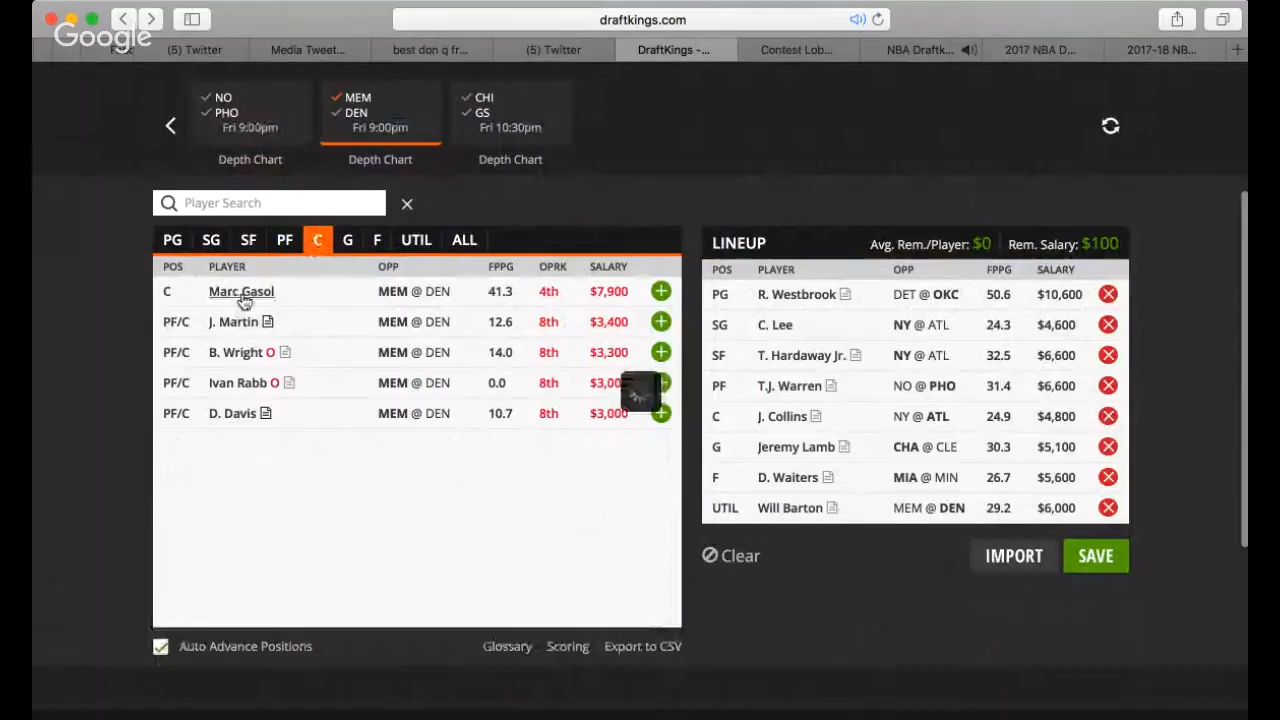 draftkings.com
Google
(5) Twitter
Media Tweet...
best don q fr...
(5) Twitter
DraftKings -...
Contest Lob...
NBA Draftk...
2017 NBA D...
2017-18 NB...
NO
PHO
Fri 9:00pm
MEM
DEN
Fri 9:00pm
CHI
GS
Fri 10:30pm
Depth Chart
Depth Chart
Depth Chart
Player Search
PG SG SF PF C G F UTIL ALL
POS PLAYER OPP FPPG OPRK SALARY
C Marc Gasol MEM @ DEN 41.3 4th $7,900
PF/C J. Martin MEM @ DEN 12.6 8th $3,400
PF/C B. Wright O MEM @ DEN 14.0 8th $3,300
PF/C Ivan Rabb O MEM @ DEN 0.0 8th
PF/C D. Davis MEM @ DEN 10.7 8th $3,000
Auto Advance Positions
Glossary Scoring Export to CSV
LINEUP Avg. Rem./Player: $0 Rem. Salary: $100
POS PLAYER OPP FPPG SALARY
PG R. Westbrook DET @ OKC 50.6 $10,600
SG C. Lee NY @ ATL 24.3 $4,600
SF T. Hardaway Jr. NY @ ATL 32.5 $6,600
PF T.J. Warren NO @ PHO 31.4 $6,600
C J. Collins NY @ ATL 24.9 $4,800
G Jeremy Lamb CHA @ CLE 30.3 $5,100
F D. Waiters MIA @ MIN 26.7 $5,600
UTIL Will Barton MEM @ DEN 29.2 $6,000
Clear
IMPORT
SAVE